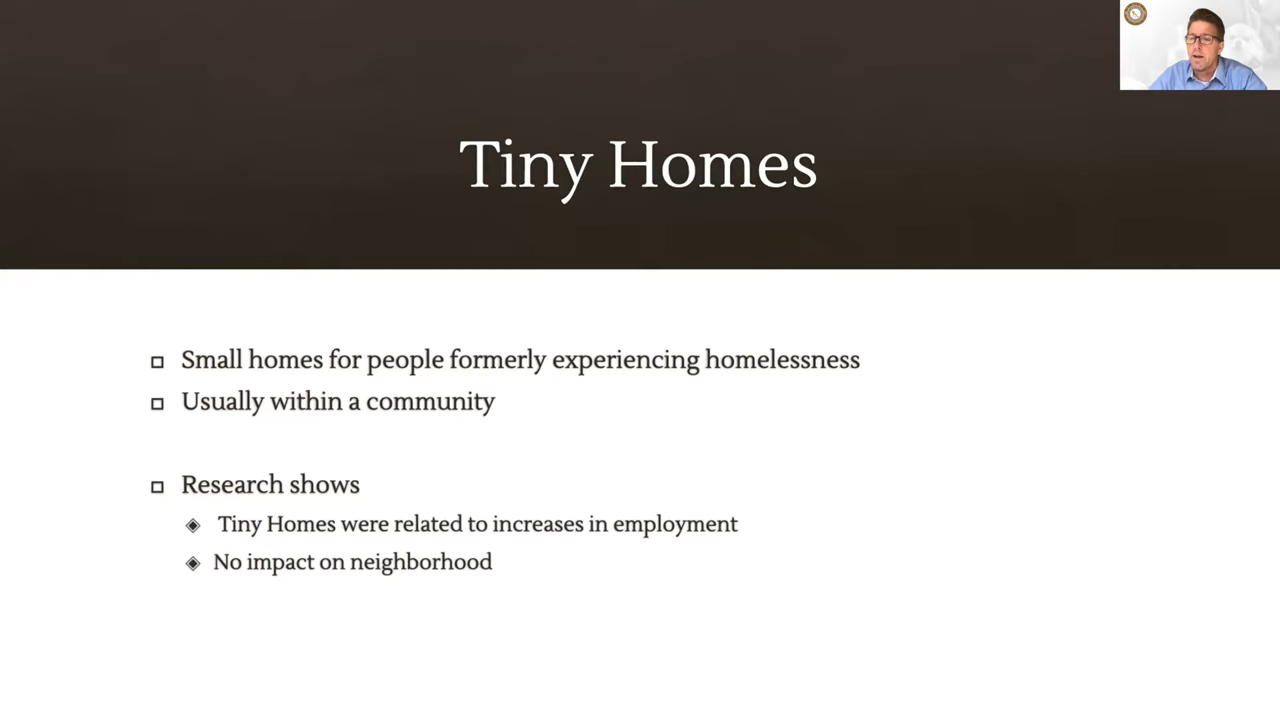 Tiny Homes
Small homes for people formerly experiencing homelessness
Usually within a community
Research shows
Tiny Homes were related to increases in employment
No impact on neighborhood